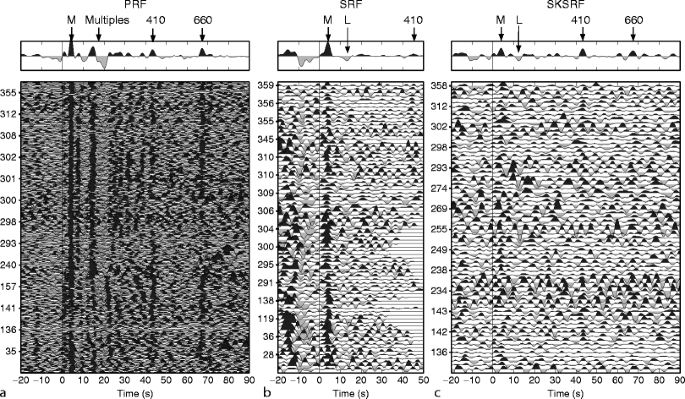 PRF
M Multiples 410 660
355
312
308
302
301
300
298
293
240
157
141
136
35
−20 −10 0 10 20 30 40 50 60 70 80 90
Time (s)
a
SRF
M L 410
359
356
355
345
310
310
309
306
304
300
295
291
138
119
36
28
−20 −10 0 10 20 30 40 50
Time (s)
b
SKSRF
M L 410 660
358
312
302
298
293
274
269
255
249
234
234
143
142
136
−20 −10 0 10 20 30 40 50 60 70 80 90
Time (s)
c